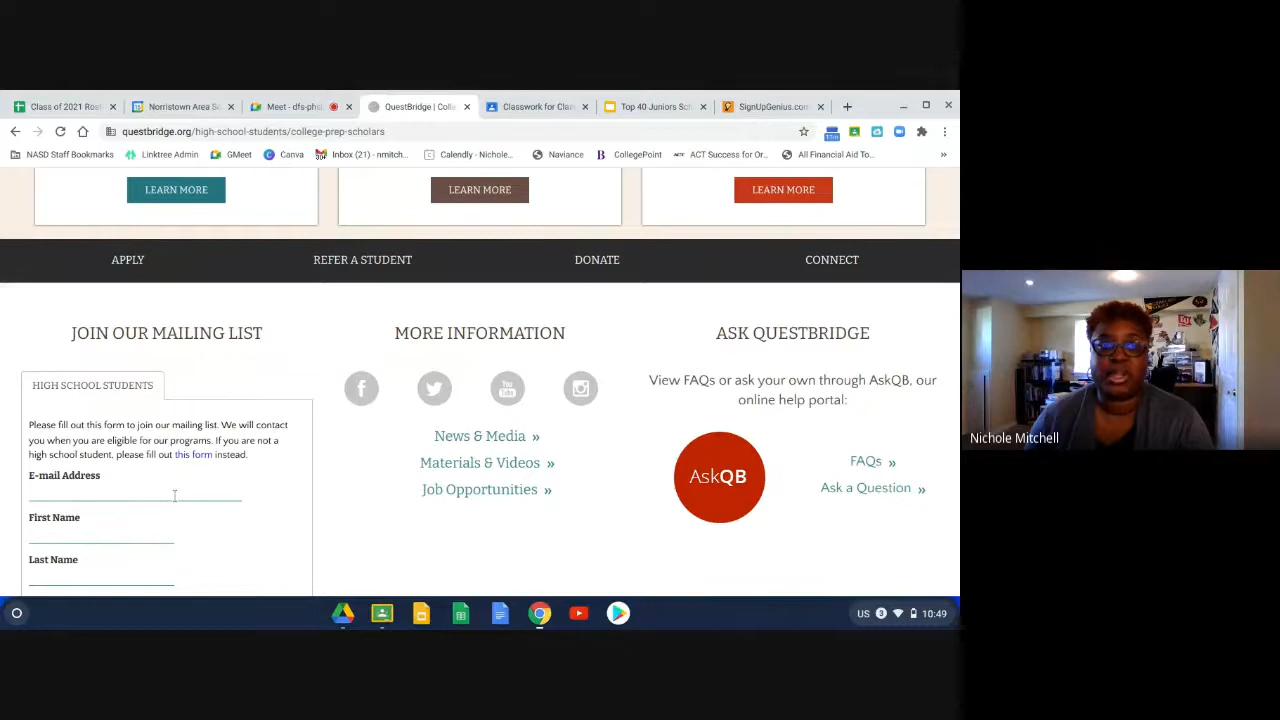 Class of 2021 Ros
Norristown Area Sc
Meet - dfs-phs
QuestBridge | Colle
Classwork for Clas
Top 40 Juniors Sch
SignUpGenius.com
questbridge.org/high-school-students/college-prep-scholars
NASD Staff Bookmarks
Linktree Admin
GMeet
Canva
Inbox (21) - nmitch...
Calendly - Nichole...
Naviance
CollegePoint
ACT Success for Or...
All Financial Aid To...
LEARN MORE
LEARN MORE
LEARN MORE
APPLY
REFER A STUDENT
DONATE
CONNECT
JOIN OUR MAILING LIST
HIGH SCHOOL STUDENTS
Please fill out this form to join our mailing list. We will contact
you when you are eligible for our programs. If you are not a
high school student, please fill out this form instead.
E-mail Address
First Name
Last Name
MORE INFORMATION
News & Media »
Materials & Videos »
Job Opportunities »
ASK QUESTBRIDGE
View FAQs or ask your own through AskQB, our
online help portal:
AskQB
FAQs »
Ask a Question »
US 3 10:49
Nichole Mitchell